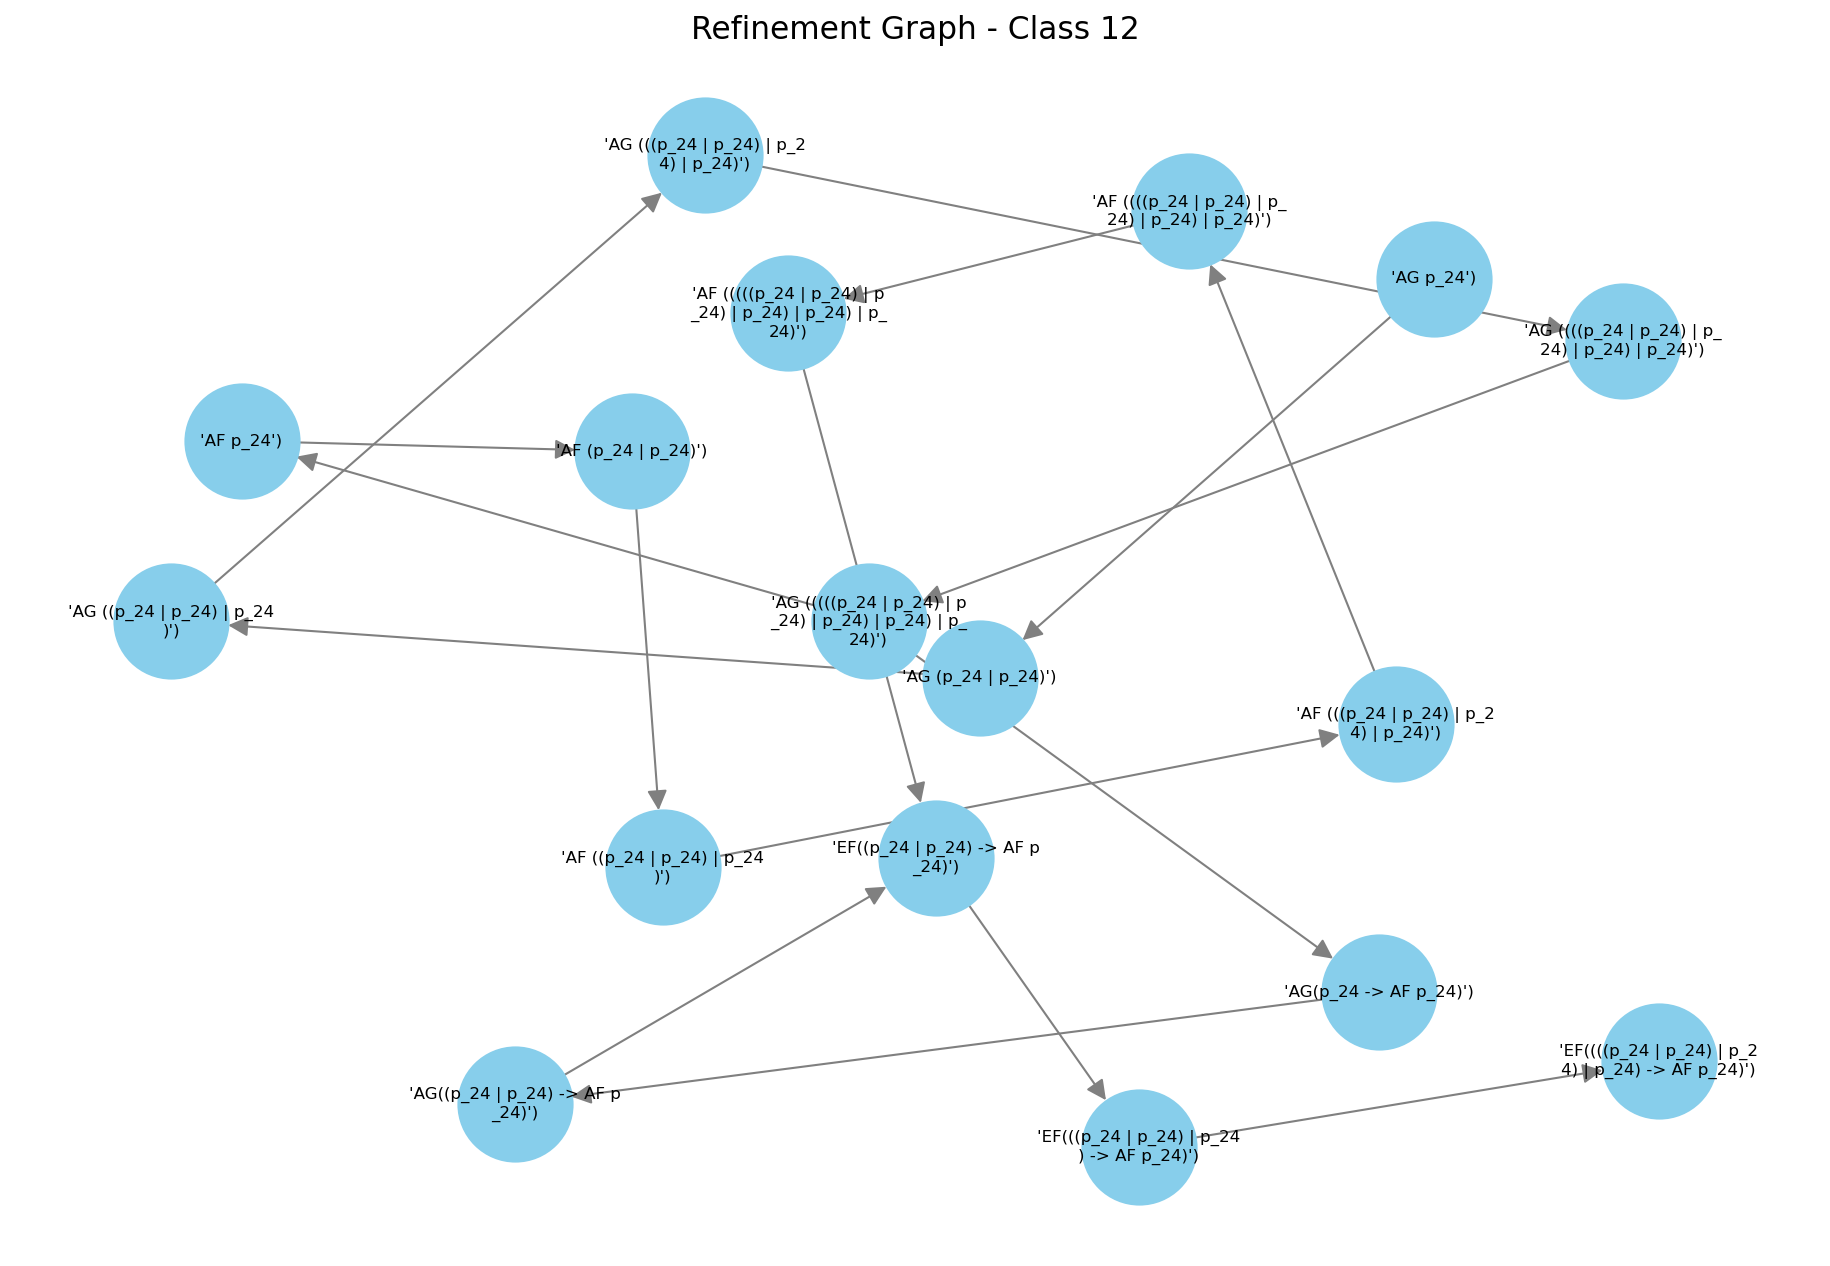 Refinement Graph - Class 12
'AG (((p_24 | p_24) | p_2
4) | p_24)')
'AF ((((p_24 | p_24) | p_
24) | p_24) | p_24)')
'AG p_24')
'AF (((((p_24 | p_24) | p
_24) | p_24) | p_24) | p_
24)')
'AG ((((p_24 | p_24) | p_
24) | p_24) | p_24)')
'AF p_24')
'AF (p_24 | p_24)')
'AG ((p_24 | p_24) | p_24
)')
'AG (((((p_24 | p_24) | p
_24) | p_24) | p_24) | p_
24)')
'AG (p_24 | p_24)')
'AF (((p_24 | p_24) | p_2
4) | p_24)')
'AF ((p_24 | p_24) | p_24
)')
'EF((p_24 | p_24) -> AF p
_24)')
'AG(p_24 -> AF p_24)')
'EF((((p_24 | p_24) | p_2
4) | p_24) -> AF p_24)')
'AG((p_24 | p_24) -> AF p
_24)')
'EF(((p_24 | p_24) | p_24
) -> AF p_24)')